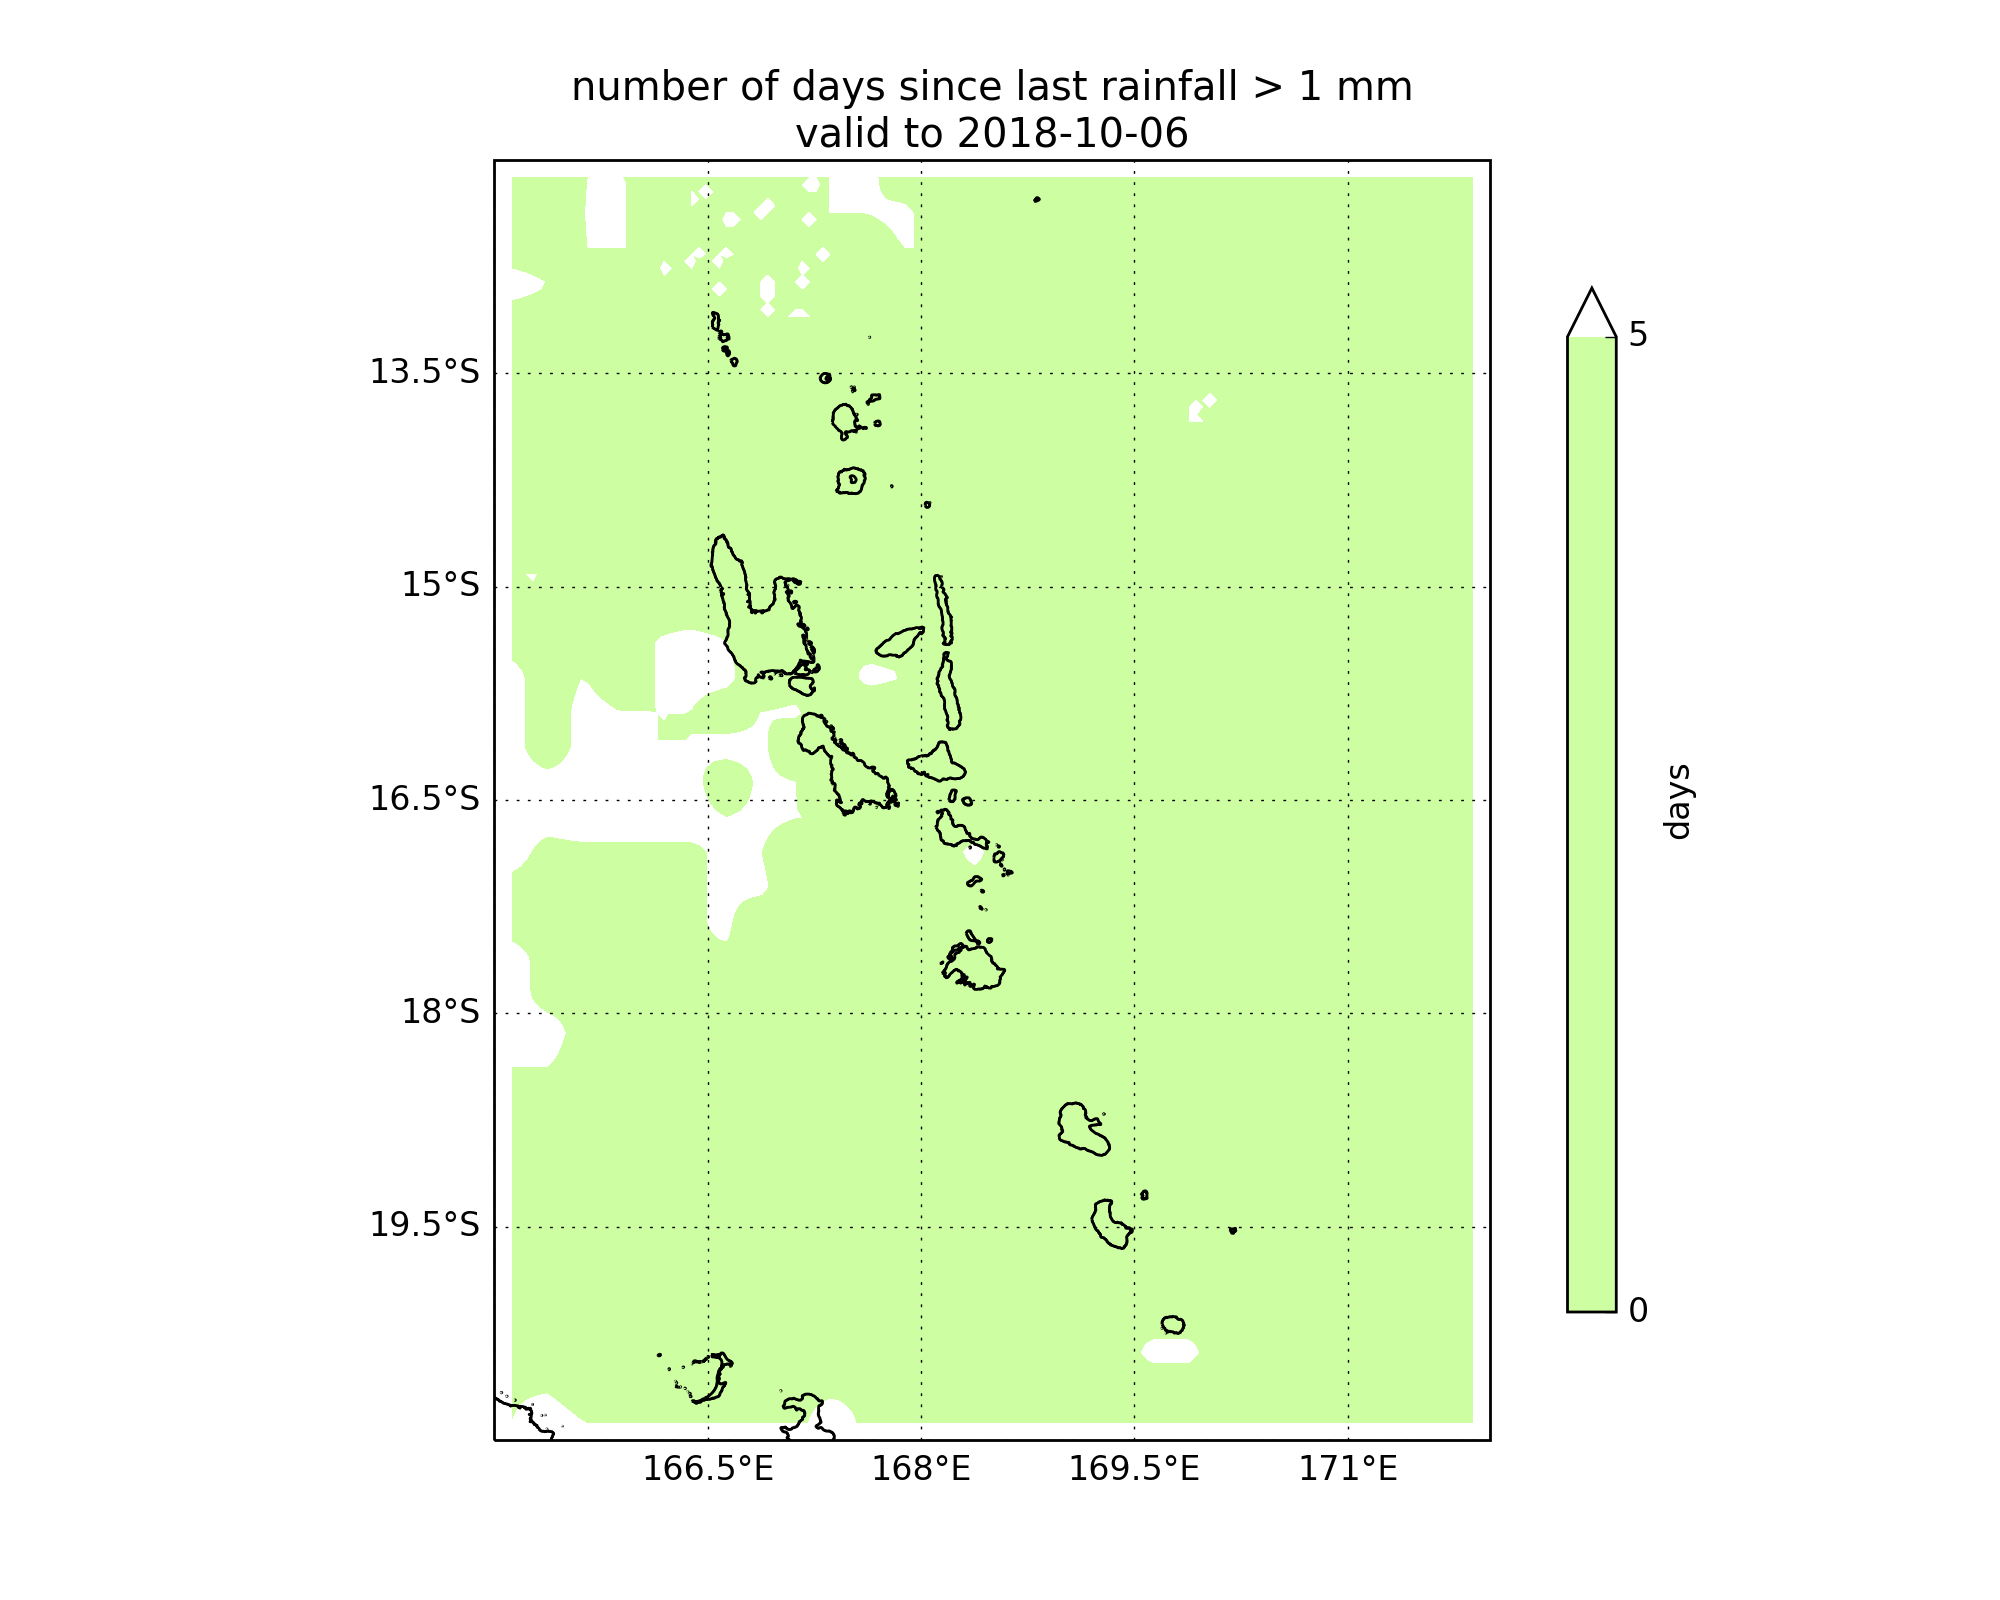 number of days since last rainfall > 1 mm
valid to 2018-10-06
13.5°S
15°S
16.5°S
18°S
19.5°S
166.5°E
168°E
169.5°E
171°E
5
0
days